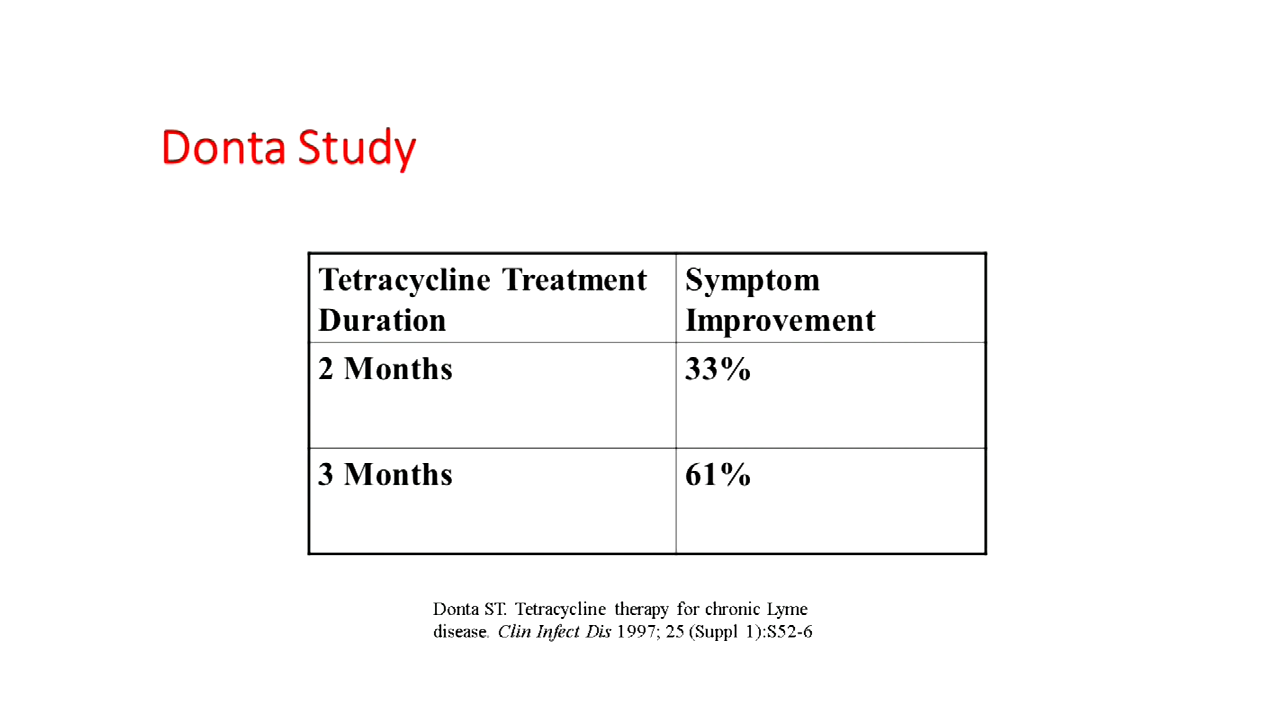 Donta Study
Tetracycline Treatment
Duration
Symptom
Improvement
2 Months
33%
3 Months
61%
Donta ST. Tetracycline therapy for chronic Lyme
disease. Clin Infect Dis 1997; 25 (Suppl 1):S52-6